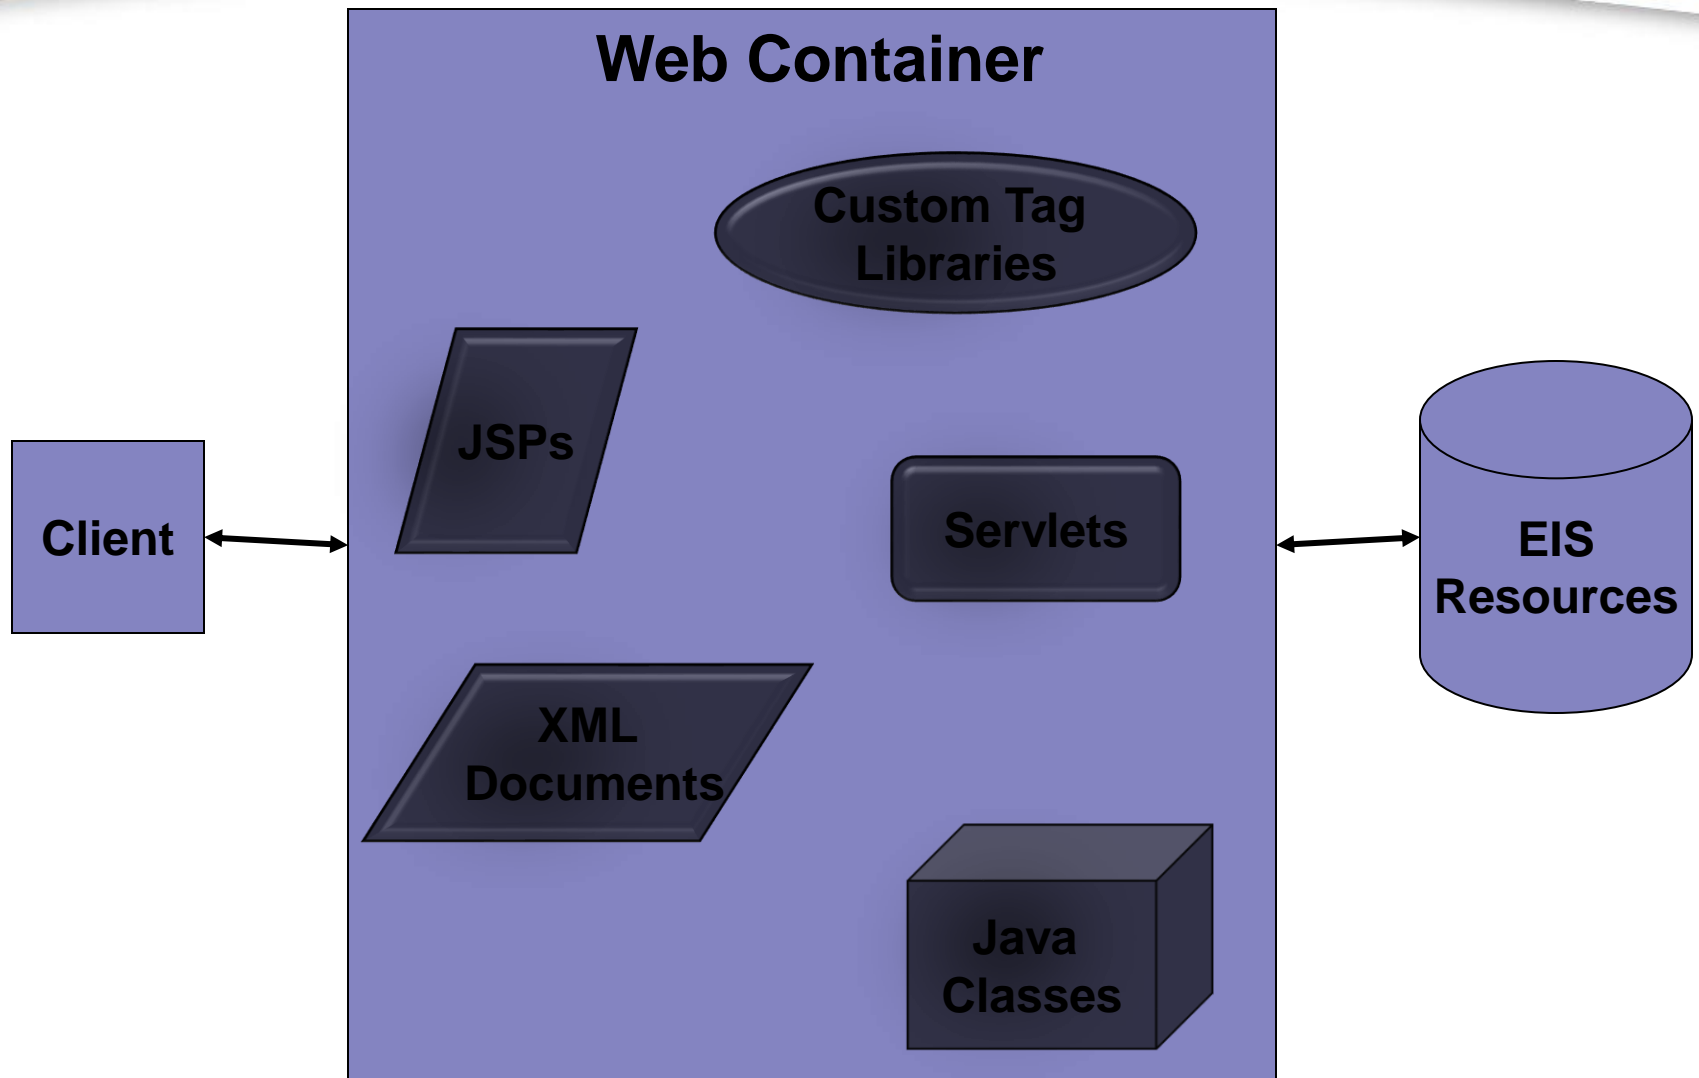 Web Container
Custom Tag
Libraries
JSPs
Client
Servlets
EIS
Resources
XML
Documents
Java
Classes